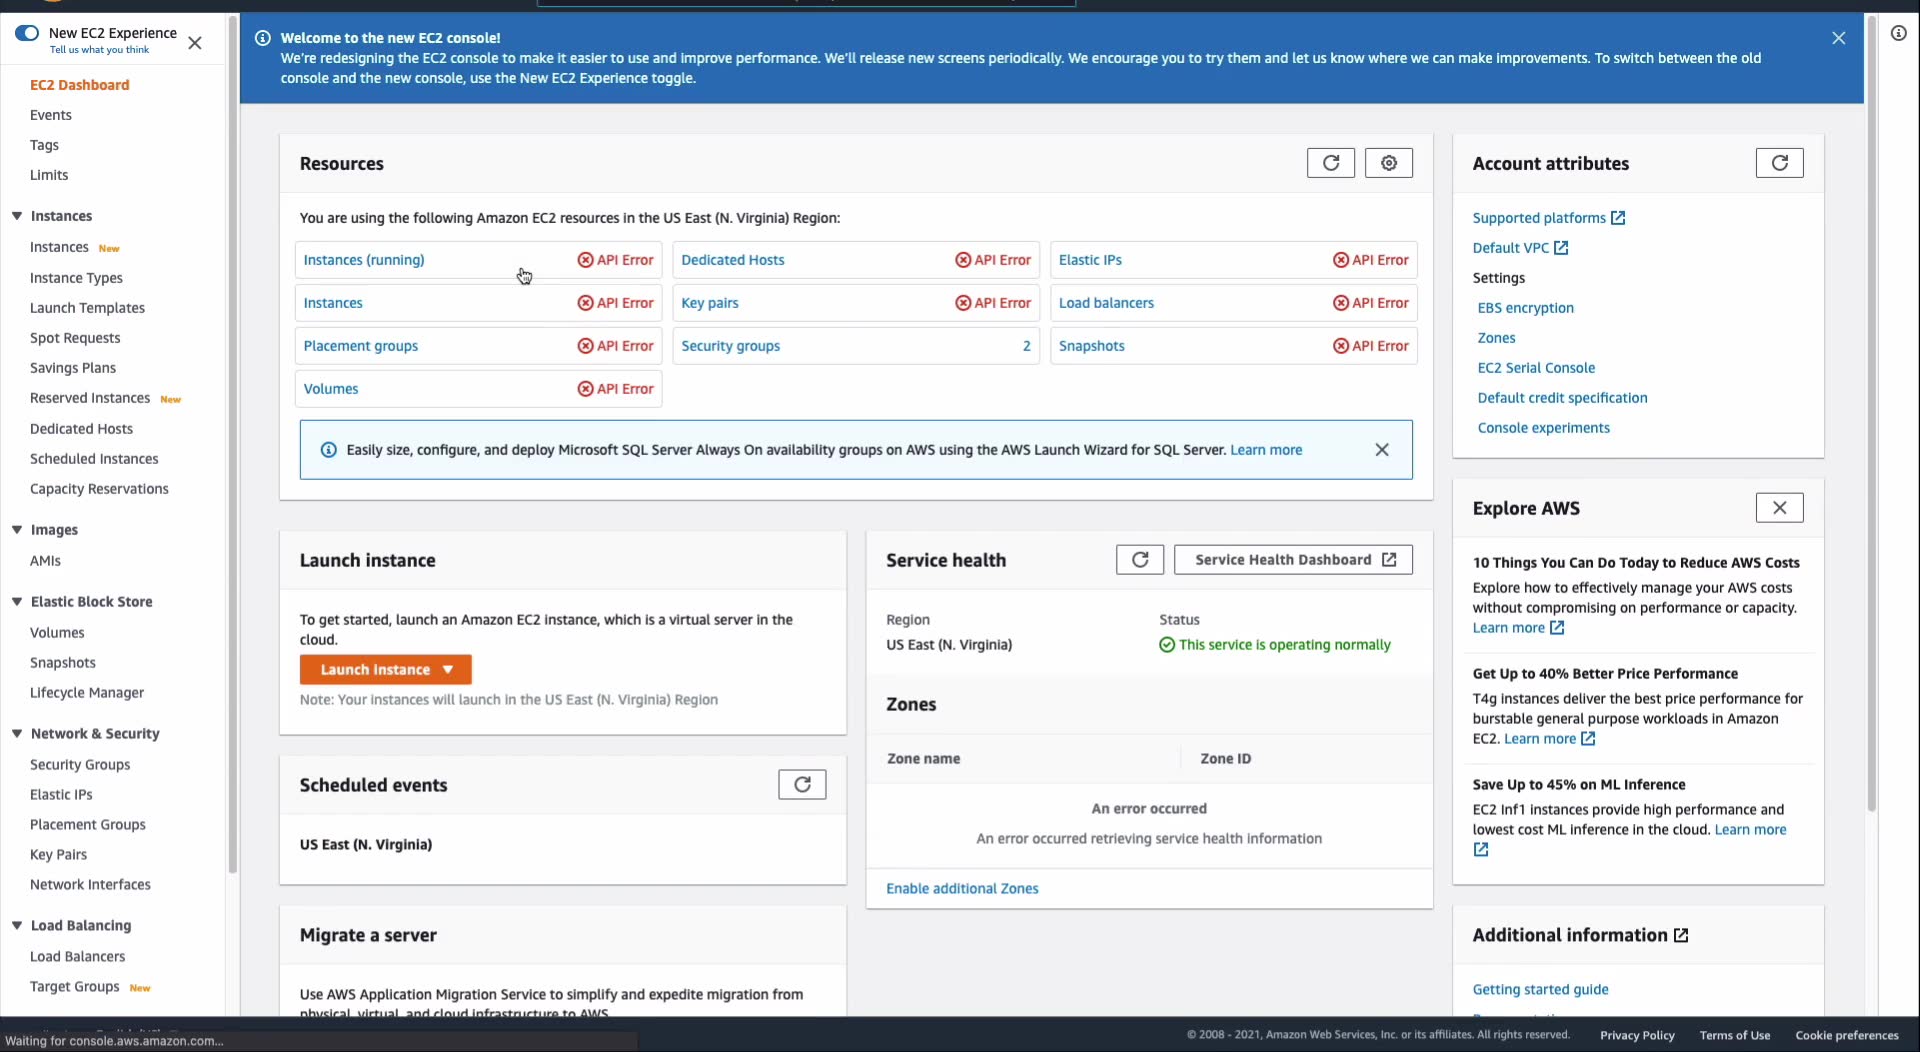 New EC2 Experience
Tell us what you think
EC2 Dashboard
Events
Tags
Limits
Instances
Instances New
Instance Types
Launch Templates
Spot Requests
Savings Plans
Reserved Instances New
Dedicated Hosts
Scheduled Instances
Capacity Reservations
Images
AMIs
Elastic Block Store
Volumes
Snapshots
Lifecycle Manager
Network & Security
Security Groups
Elastic IPs
Placement Groups
Key Pairs
Network Interfaces
Load Balancing
Load Balancers
Target Groups New
Welcome to the new EC2 console!
We're redesigning the EC2 console to make it easier to use and improve performance. We'll release new screens periodically. We encourage you to try them and let us know where we can make improvements. To switch between the old
console and the new console, use the New EC2 Experience toggle.
Resources
You are using the following Amazon EC2 resources in the US East (N. Virginia) Region:
Instances (running) API Error
Dedicated Hosts API Error
Elastic IPs API Error
Instances API Error
Key pairs API Error
Load balancers API Error
Placement groups API Error
Security groups 2
Snapshots API Error
Volumes API Error
Easily size, configure, and deploy Microsoft SQL Server Always On availability groups on AWS using the AWS Launch Wizard for SQL Server. Learn more
Launch instance
To get started, launch an Amazon EC2 instance, which is a virtual server in the
cloud.
Launch instance
Note: Your instances will launch in the US East (N. Virginia) Region
Scheduled events
US East (N. Virginia)
Migrate a server
Use AWS Application Migration Service to simplify and expedite migration from
physical, virtual, and cloud infrastructure to AWS.
Service health
Service Health Dashboard
Region
Status
US East (N. Virginia)
This service is operating normally
Zones
Zone name
Zone ID
An error occurred
An error occurred retrieving service health information
Enable additional Zones
Account attributes
Supported platforms
Default VPC
Settings
EBS encryption
Zones
EC2 Serial Console
Default credit specification
Console experiments
Explore AWS
10 Things You Can Do Today to Reduce AWS Costs
Explore how to effectively manage your AWS costs
without compromising on performance or capacity.
Learn more
Get Up to 40% Better Price Performance
T4g instances deliver the best price performance for
burstable general purpose workloads in Amazon
EC2. Learn more
Save Up to 45% on ML Inference
EC2 Inf1 instances provide high performance and
lowest cost ML inference in the cloud. Learn more
Additional information
Getting started guide
Waiting for console.aws.amazon.com...
© 2008 - 2021, Amazon Web Services, Inc. or its affiliates. All rights reserved.
Privacy Policy
Terms of Use
Cookie preferences